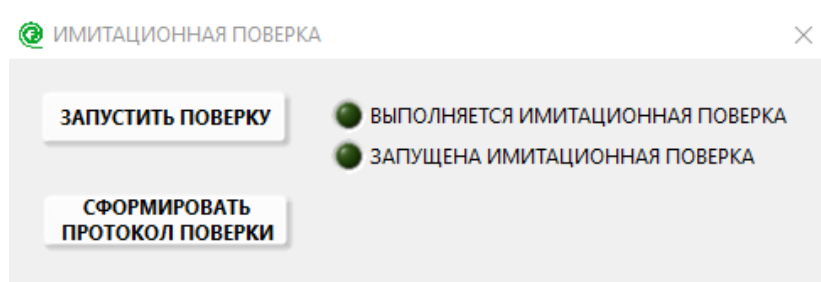 ИМИТАЦИОННАЯ ПОВЕРКА
ЗАПУСТИТЬ ПОВЕРКУ
ВЫПОЛНЯЕТСЯ ИМИТАЦИОННАЯ ПОВЕРКА
ЗАПУЩЕНА ИМИТАЦИОННАЯ ПОВЕРКА
СФОРМИРОВАТЬ
ПРОТОКОЛ ПОВЕРКИ